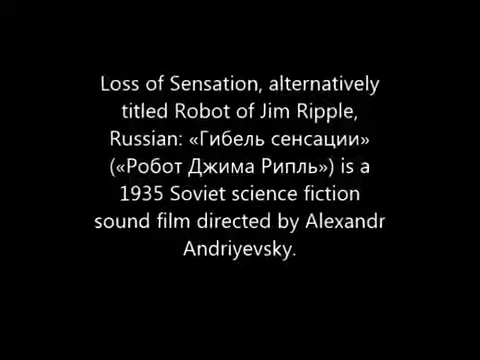 Loss of Sensation, alternatively
titled Robot of Jim Ripple,
Russian: «Гибель сенсации»
(«Робот Джима Рипль») is a
1935 Soviet science fiction
sound film directed by Alexandr
Andriyevsky.